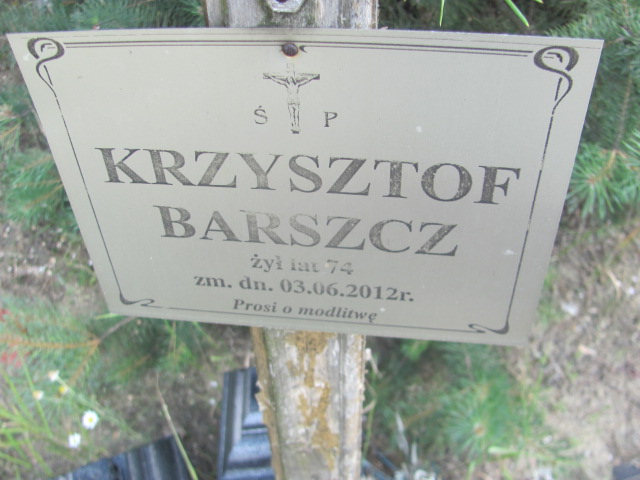 Ś P
KRZYSZTOF
BARSZCZ
żył lat 74
zm. dn. 03.06.2012r.
Prosi o modlitwę